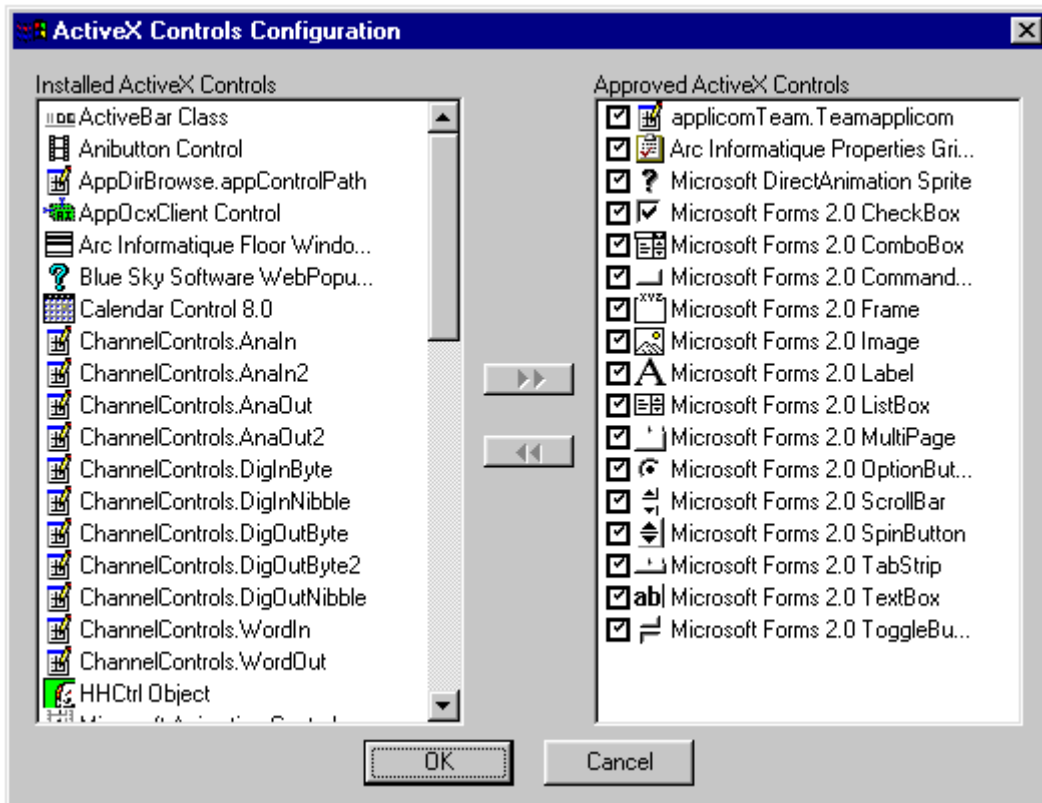 ActiveX Controls Configuration
Installed ActiveX Controls
ActiveBar Class
Anibutton Control
AppDirBrowse.appControlPath
AppOcxClient Control
Arc Informatique Floor Windo...
Blue Sky Software WebPopu...
Calendar Control 8.0
ChannelControls.AnaIn
ChannelControls.AnaIn2
ChannelControls.AnaOut
ChannelControls.AnaOut2
ChannelControls.DigInByte
ChannelControls.DigInNibble
ChannelControls.DigOutByte
ChannelControls.DigOutByte2
ChannelControls.DigOutNibble
ChannelControls.WordIn
ChannelControls.WordOut
HHCtrl Object
Approved ActiveX Controls
applicomTeam.Teamapplicom
Arc Informatique Properties Gri...
Microsoft DirectAnimation Sprite
Microsoft Forms 2.0 CheckBox
Microsoft Forms 2.0 ComboBox
Microsoft Forms 2.0 Command...
Microsoft Forms 2.0 Frame
Microsoft Forms 2.0 Image
Microsoft Forms 2.0 Label
Microsoft Forms 2.0 ListBox
Microsoft Forms 2.0 MultiPage
Microsoft Forms 2.0 OptionBut...
Microsoft Forms 2.0 ScrollBar
Microsoft Forms 2.0 SpinButton
Microsoft Forms 2.0 TabStrip
Microsoft Forms 2.0 TextBox
Microsoft Forms 2.0 ToggleBu...
OK
Cancel